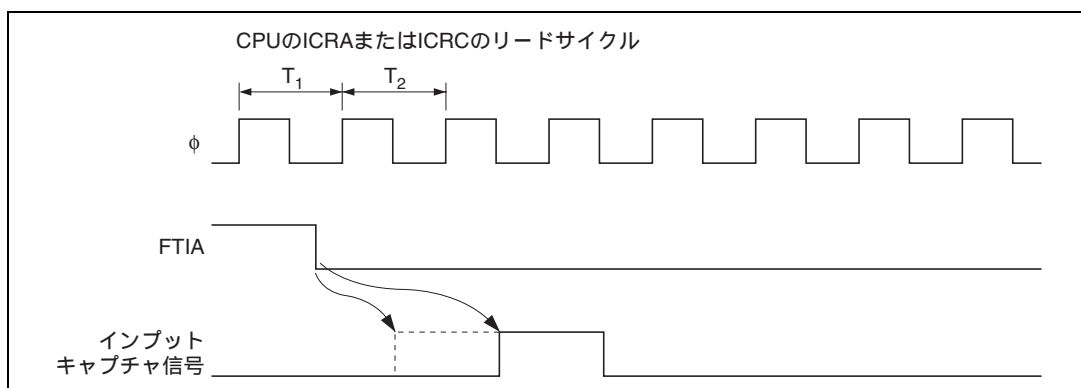 CPUのICRAまたはICRCのリードサイクル
T1
T2
φ
FTIA
インプット
キャプチャ信号